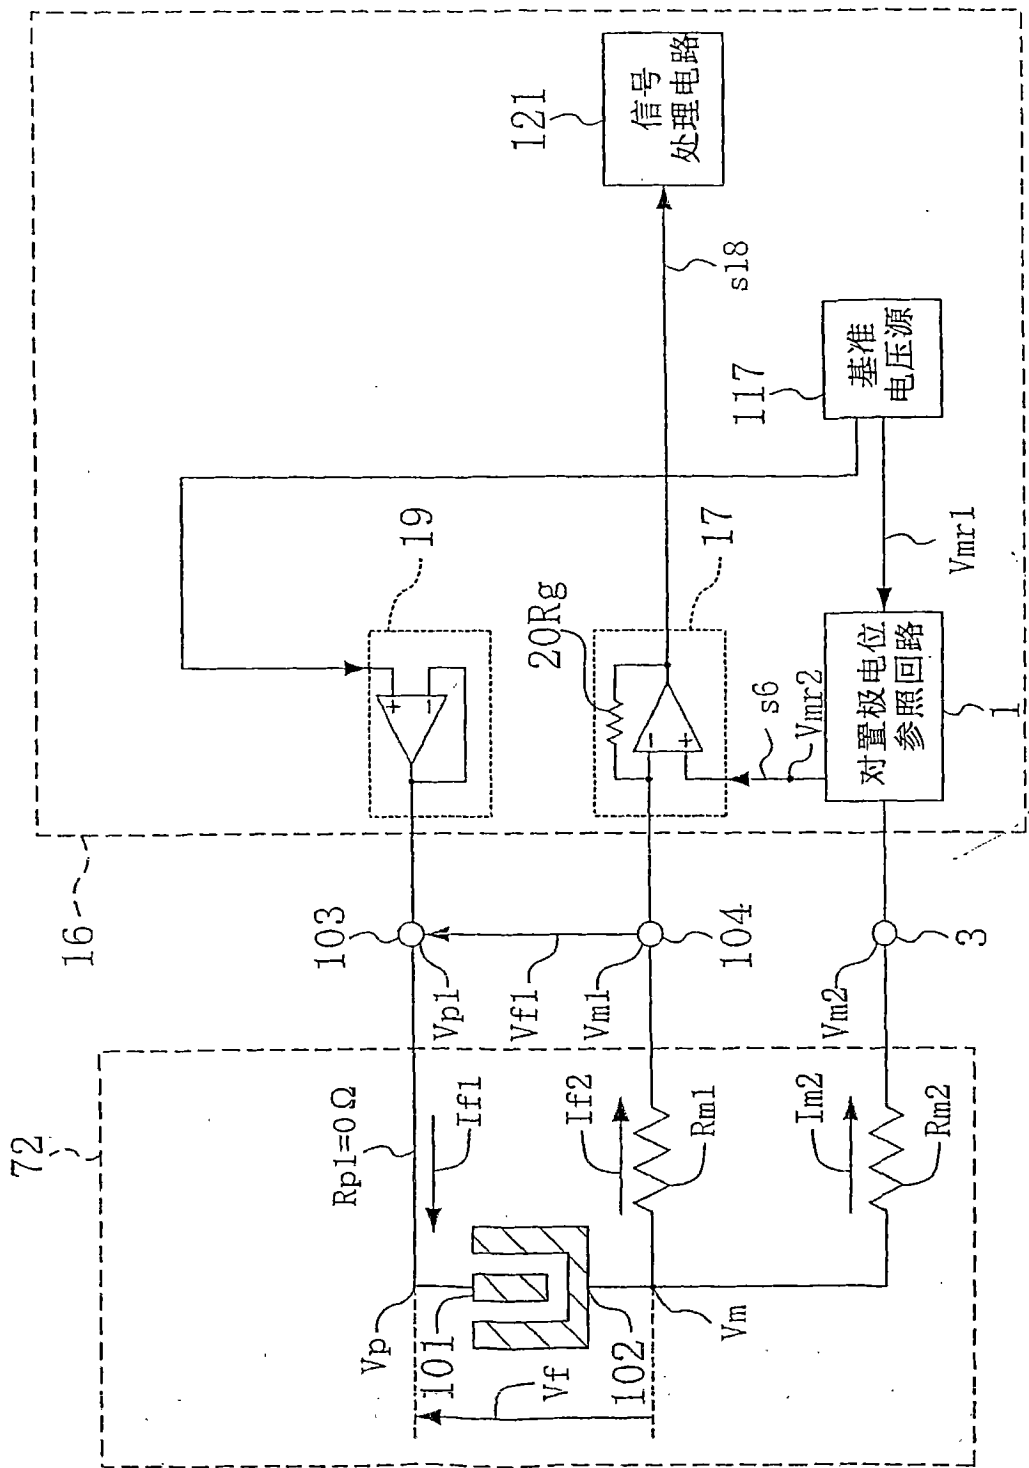 72
Vp
101
Vf
102
Vm
Rp1=0Ω
If1
If2
Rm1
Im2
Rm2
103
Vp1
Vf1
Vm1
104
Vm2
3
16
19
+
−
20Rg
17
−
+
s6
Vmr2
对置极电位
参照回路
1
Vmr1
117
基准
电压源
s18
121
信号
处理电路